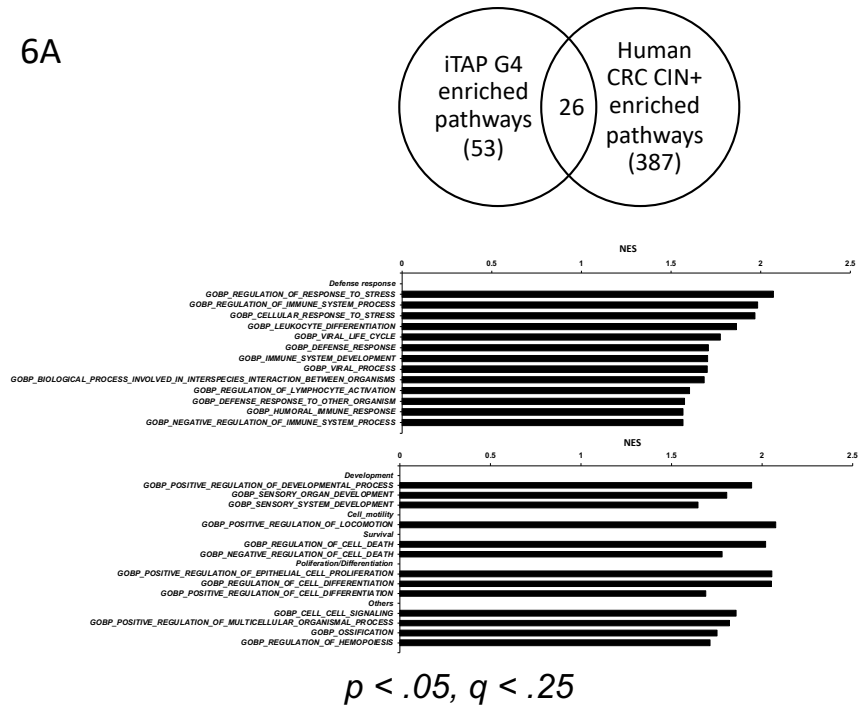 6A
iTAP G4
enriched
pathways
(53)
26
Human
CRC CIN+
enriched
pathways
(387)
NES
0 0.5 1 1.5 2 2.5
Defense response
GOBP_REGULATION_OF_RESPONSE_TO_STRESS
GOBP_REGULATION_OF_IMMUNE_SYSTEM_PROCESS
GOBP_CELLULAR_RESPONSE_TO_STRESS
GOBP_LEUKOCYTE_DIFFERENTIATION
GOBP_VIRAL_LIFE_CYCLE
GOBP_DEFENSE_RESPONSE
GOBP_IMMUNE_SYSTEM_DEVELOPMENT
GOBP_VIRAL_PROCESS
GOBP_BIOLOGICAL_PROCESS_INVOLVED_IN_INTERSPECIES_INTERACTION_BETWEEN_ORGANISMS
GOBP_REGULATION_OF_LYMPHOCYTE_ACTIVATION
GOBP_DEFENSE_RESPONSE_TO_OTHER_ORGANISM
GOBP_HUMORAL_IMMUNE_RESPONSE
GOBP_NEGATIVE_REGULATION_OF_IMMUNE_SYSTEM_PROCESS
NES
0 0.5 1 1.5 2 2.5
Development
GOBP_POSITIVE_REGULATION_OF_DEVELOPMENTAL_PROCESS
GOBP_SENSORY_ORGAN_DEVELOPMENT
GOBP_SENSORY_SYSTEM_DEVELOPMENT
Cell_motility
GOBP_POSITIVE_REGULATION_OF_LOCOMOTION
Survival
GOBP_REGULATION_OF_CELL_DEATH
GOBP_NEGATIVE_REGULATION_OF_CELL_DEATH
Poliferation/Differentiation
GOBP_POSITIVE_REGULATION_OF_EPITHELIAL_CELL_PROLIFERATION
GOBP_REGULATION_OF_CELL_DIFFERENTIATION
GOBP_POSITIVE_REGULATION_OF_CELL_DIFFERENTIATION
Others
GOBP_CELL_CELL_SIGNALING
GOBP_POSITIVE_REGULATION_OF_MULTICELLULAR_ORGANISMAL_PROCESS
GOBP_OSSIFICATION
GOBP_REGULATION_OF_HEMOPOIESIS
p < .05, q < .25